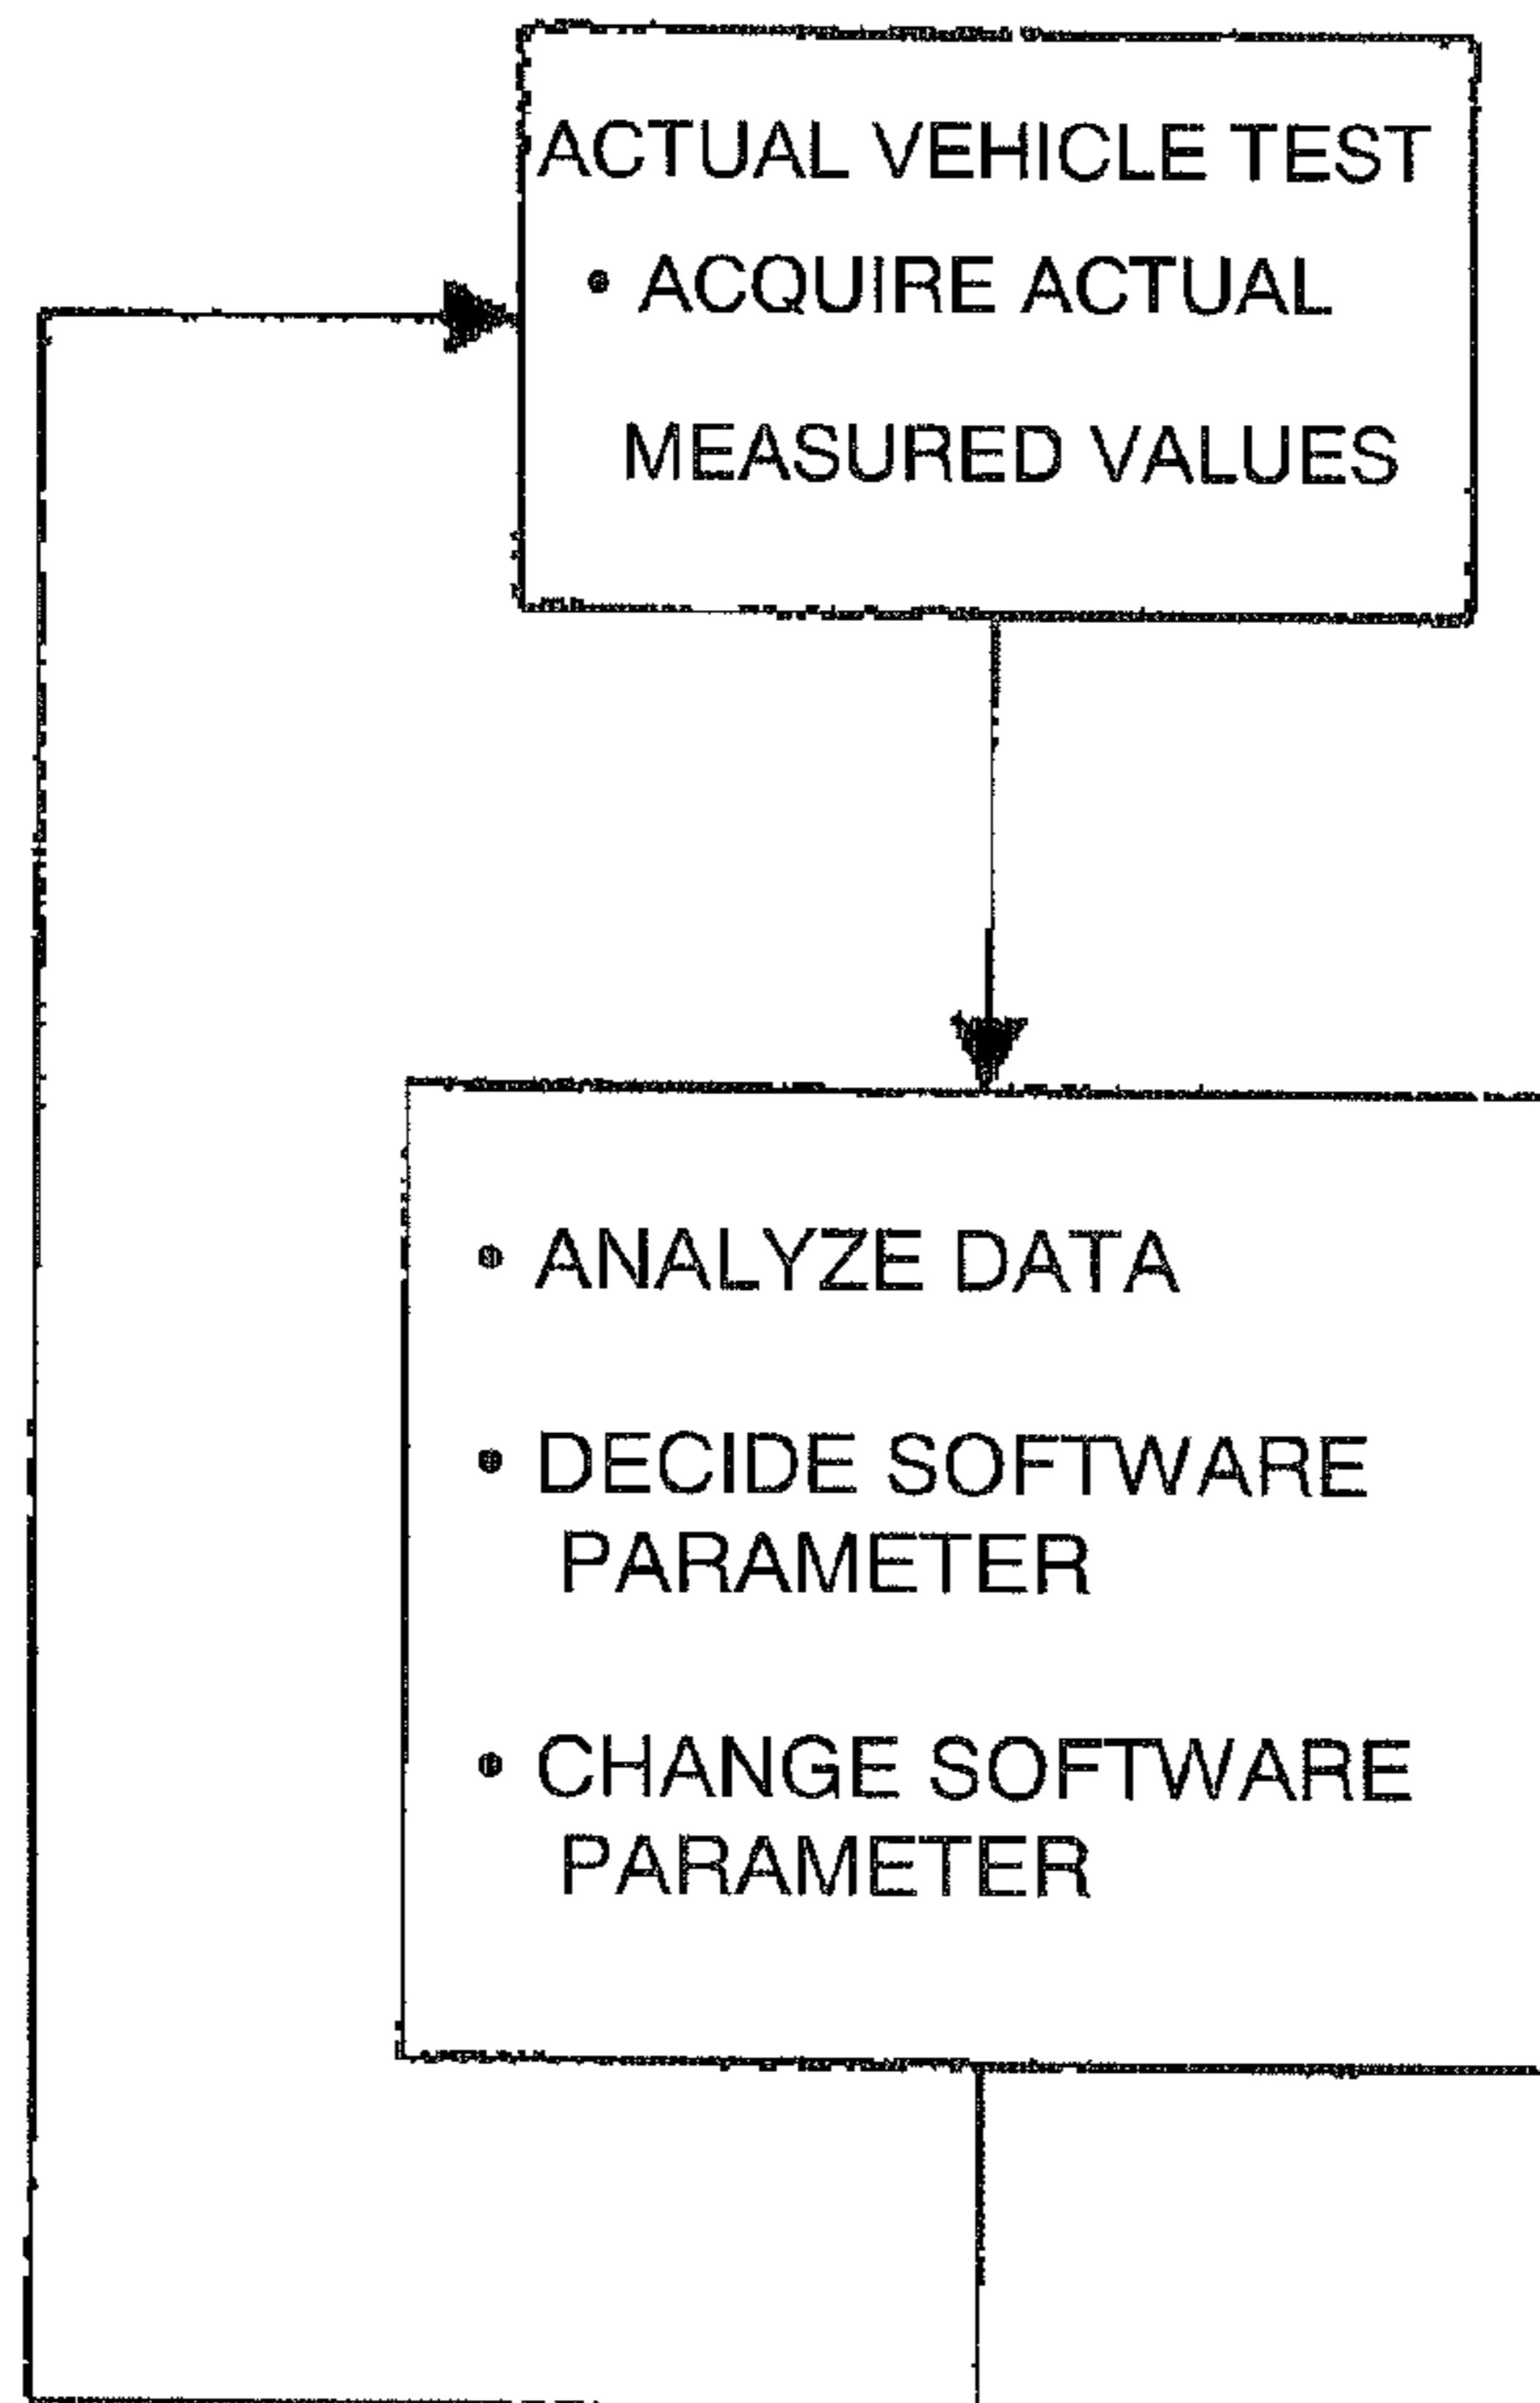 ACTUAL VEHICLE TEST
• ACQUIRE ACTUAL
MEASURED VALUES
• ANALYZE DATA
• DECIDE SOFTWARE
PARAMETER
• CHANGE SOFTWARE
PARAMETER